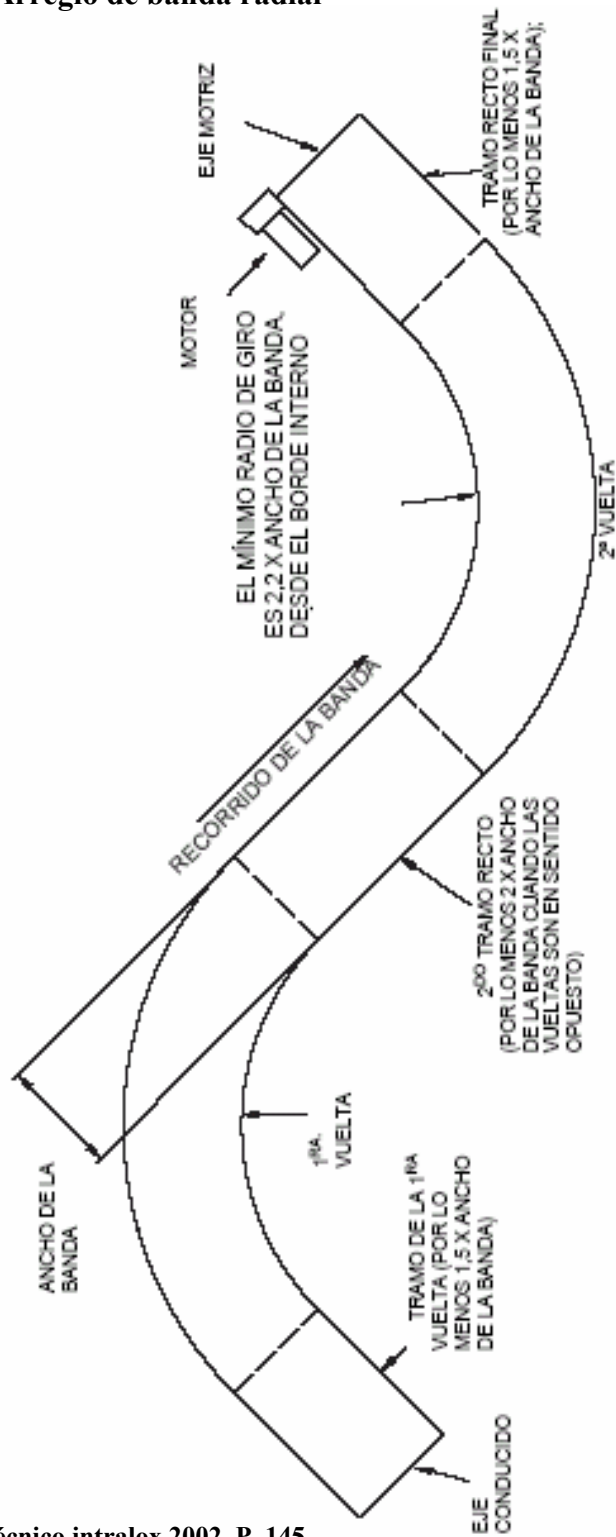 Arreglo de banda radial
EJE MOTRIZ
TRAMO RECTO FINAL
(POR LO MENOS 1,5 X
ANCHO DE LA BANDA);
MOTOR
EL MÍNIMO RADIO DE GIRO
ES 2,2 X ANCHO DE LA BANDA,
DESDE EL BORDE INTERNO
2ª VUELTA
RECORRIDO DE LA BANDA
2DO TRAMO RECTO
(POR LO MENOS 2 X ANCHO
DE LA BANDA CUANDO LAS
VUELTAS SON EN SENTIDO
OPUESTO)
ANCHO DE LA
BANDA
1RA.
VUELTA
TRAMO DE LA 1RA
VUELTA (POR LO
MENOS 1,5 X ANCHO
DE LA BANDA)
EJE
CONDUCIDO
écnico intralox 2002. P. 145